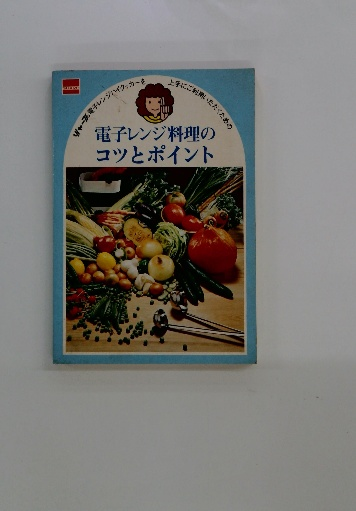 シャープ電子レンジハイクッカーを
上手にご利用いただくための
電子レンジ料理の
コツとポイント